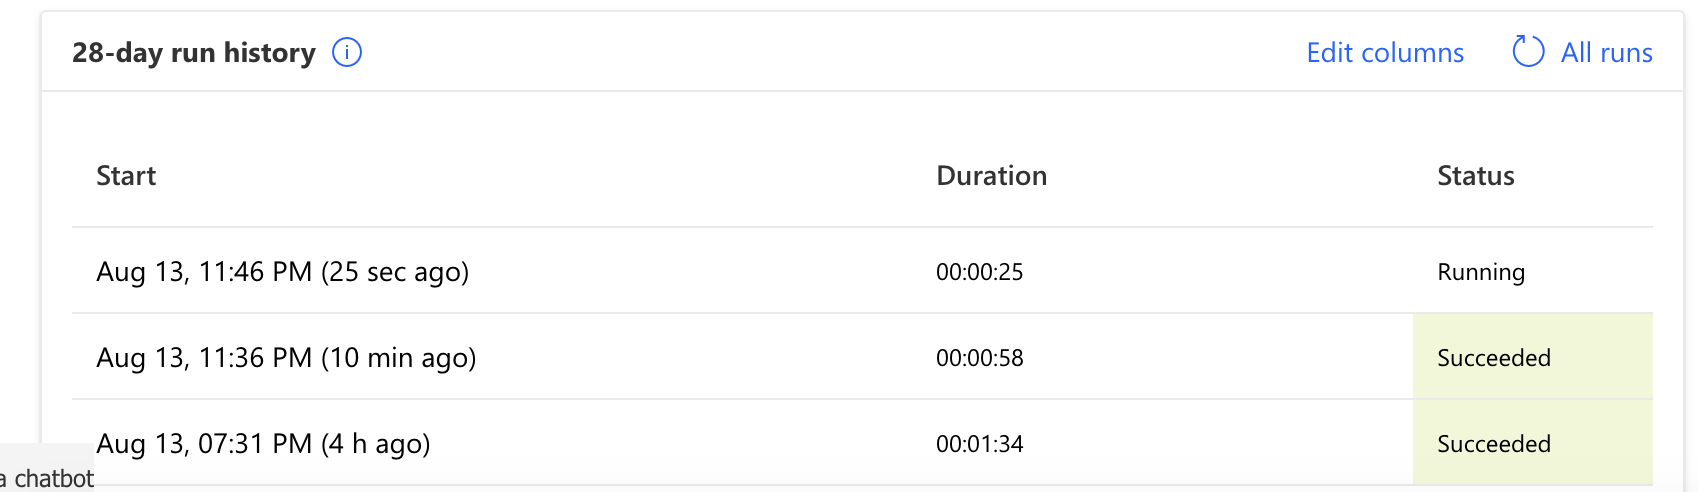 28-day run history Edit columns All runs
Start Duration Status
Aug 13, 11:46 PM (25 sec ago) 00:00:25 Running
Aug 13, 11:36 PM (10 min ago) 00:00:58 Succeeded
Aug 13, 07:31 PM (4 h ago) 00:01:34 Succeeded
a chatbot